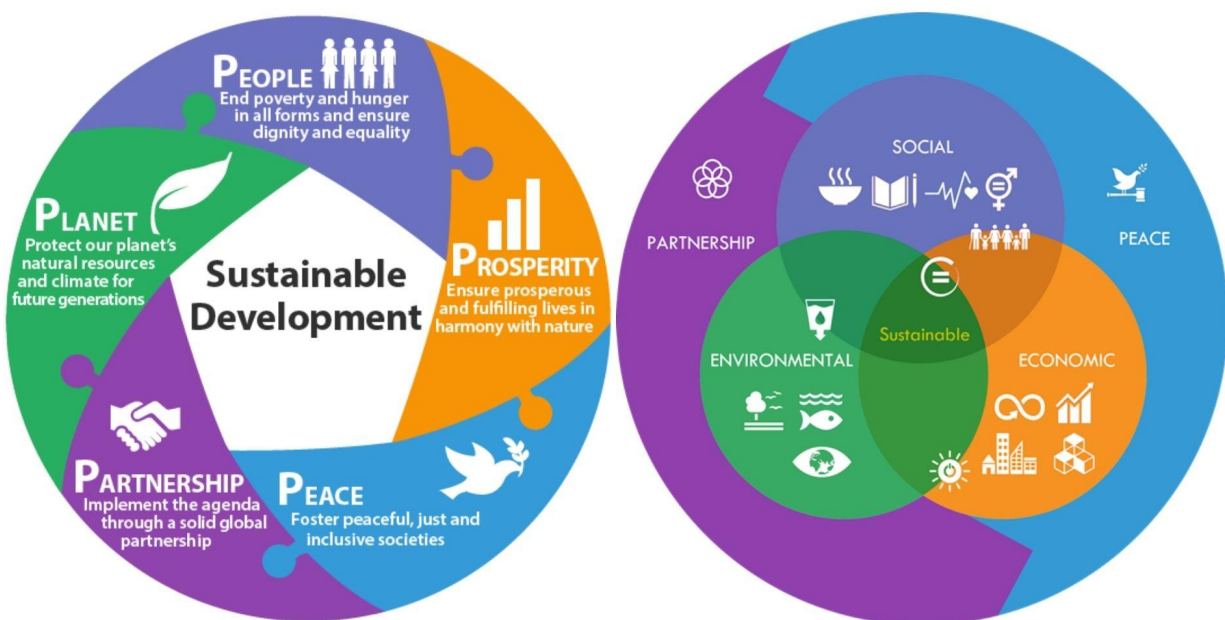 PEOPLE
End poverty and hunger
in all forms and ensure
dignity and equality
PLANET
Protect our planet's
natural resources
and climate for
future generations
Sustainable
Development
PROSPERITY
Ensure prosperous
and fulfilling lives in
harmony with nature
PARTNERSHIP
Implement the agenda
through a solid global
partnership
PEACE
Foster peaceful, just and
inclusive societies
SOCIAL
PARTNERSHIP
PEACE
Sustainable
ENVIRONMENTAL
ECONOMIC